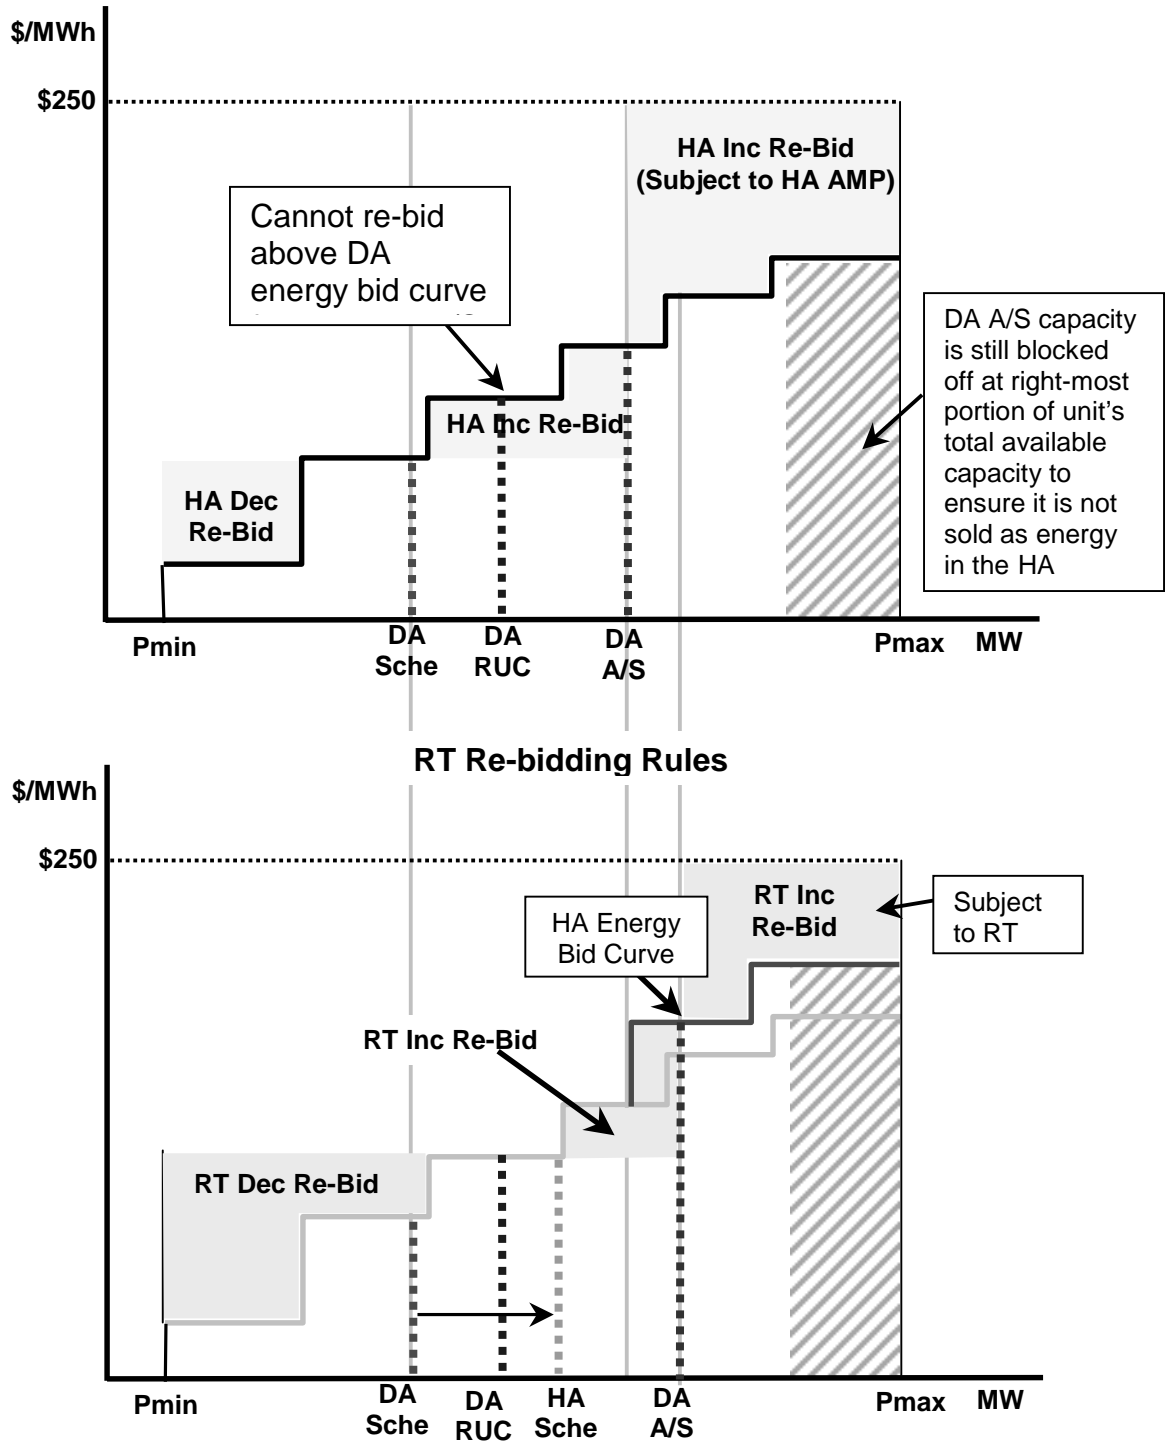 $/MWh
$250
HA Inc Re-Bid
(Subject to HA AMP)
Cannot re-bid
above DA
energy bid curve
DA A/S capacity
is still blocked
off at right-most
portion of unit's
total available
capacity to
ensure it is not
sold as energy
in the HA
HA Inc Re-Bid
HA Dec
Re-Bid
Pmin
DA
Sche
DA
RUC
DA
A/S
Pmax
MW
RT Re-bidding Rules
$/MWh
$250
RT Inc
Re-Bid
Subject
to RT
HA Energy
Bid Curve
RT Inc Re-Bid
RT Dec Re-Bid
Pmin
DA
Sche
DA
RUC
HA
Sche
DA
A/S
Pmax
MW